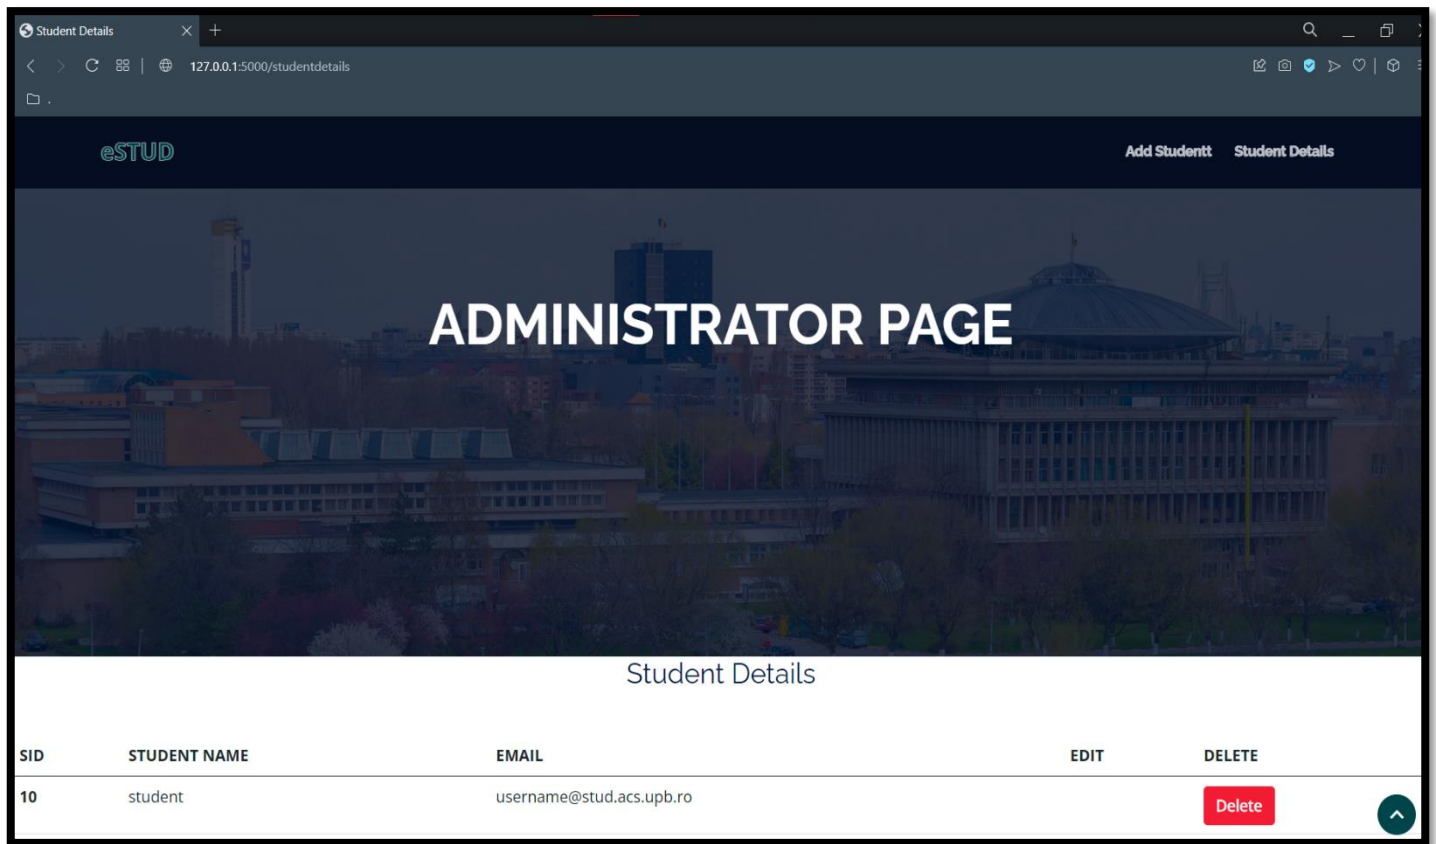 Student Details
127.0.0.1:5000/studentdetails
.
eSTUD
Add Studentt Student Details
ADMINISTRATOR PAGE
Student Details
SID STUDENT NAME EMAIL EDIT DELETE
10 student username@stud.acs.upb.ro Delete